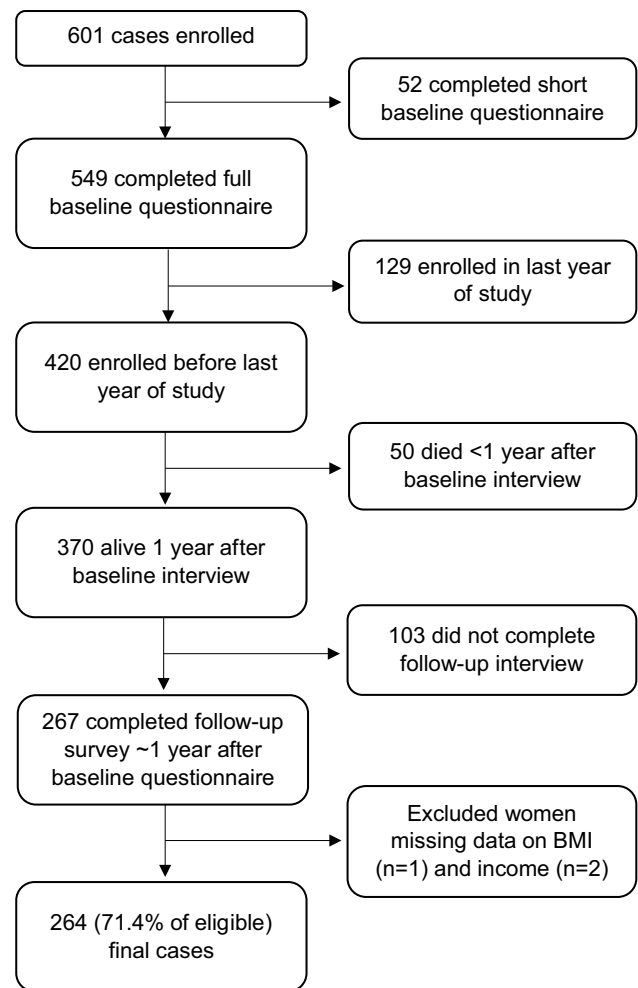 601 cases enrolled
52 completed short
baseline questionnaire
549 completed full
baseline questionnaire
129 enrolled in last year
of study
420 enrolled before last
year of study
50 died <1 year after
baseline interview
370 alive 1 year after
baseline interview
103 did not complete
follow-up interview
267 completed follow-up
survey ~1 year after
baseline questionnaire
Excluded women
missing data on BMI
(n=1) and income (n=2)
264 (71.4% of eligible)
final cases